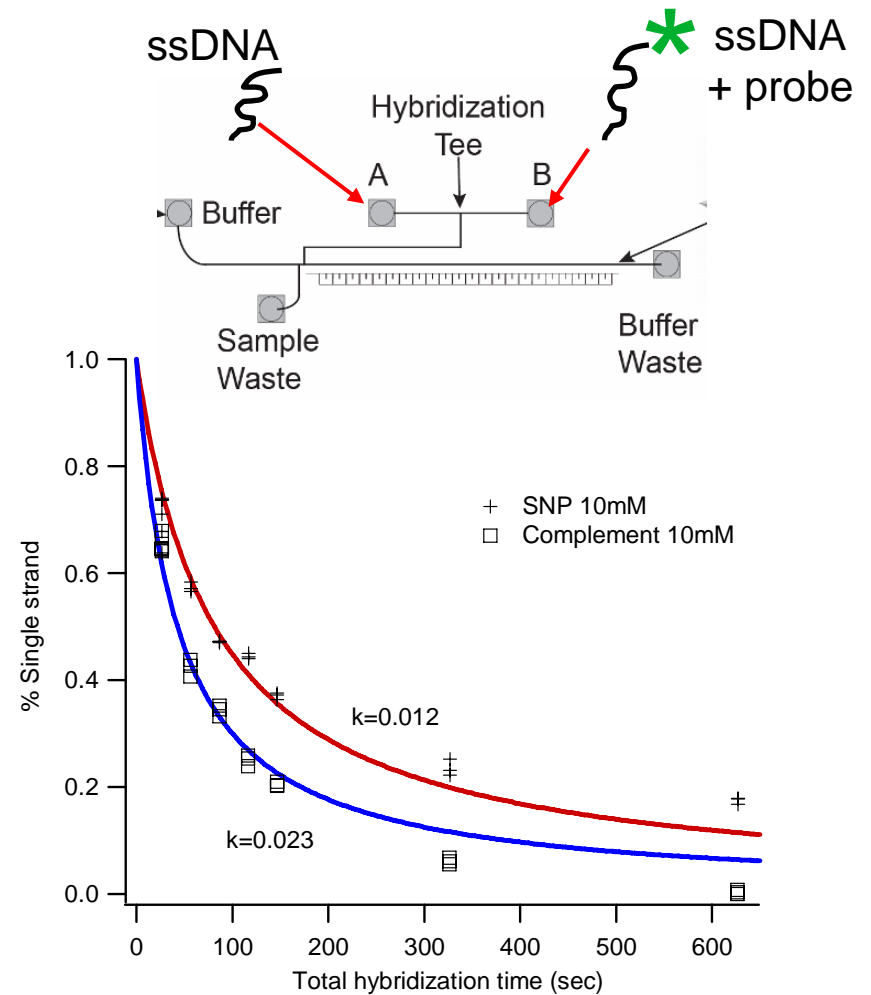 ssDNA
* ssDNA
+ probe
Hybridization
Tee
A
B
Buffer
Sample
Waste
Buffer
Waste
1.0
0.8
0.6
0.4
0.2
0.0
% Single strand
+ SNP 10mM
□ Complement 10mM
k=0.012
k=0.023
0 100 200 300 400 500 600
Total hybridization time (sec)